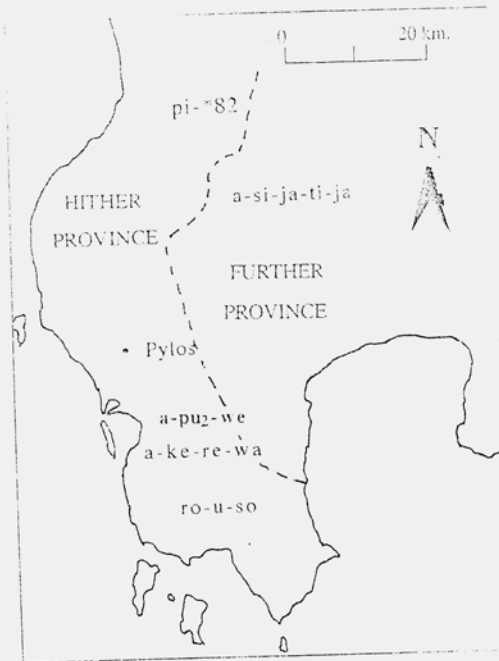 0 20 km.
pi-*82
N
HITHER
PROVINCE
a-si-ja-ti-ja
FURTHER
PROVINCE
Pylos
a-pu₂-we
a-ke-re-wa
ro-u-so